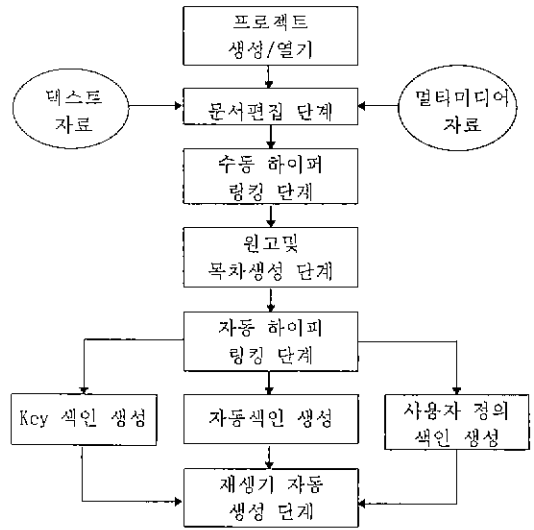 프로젝트
생성/열기
텍스트
자료
문서편집 단계
멀티미디어
자료
수동 하이퍼
링킹 단계
원고및
목차생성 단계
자동 하이퍼
링킹 단계
Key 색인 생성
자동색인 생성
사용자 정의
색인 생성
재생기 자동
생성 단계